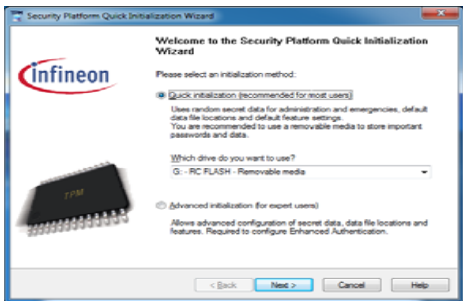 Security Platform Quick Initialization Wizard
Welcome to the Security Platform Quick Initialization
Wizard
infineon
Please select an initialization method:
Quick initialization (recommended for most users)
Uses random secret data for administration and emergencies, default
data file locations and default feature settings.
You are recommended to use a removable media to store important
passwords and data.
Which drive do you want to use?
G: - RC FLASH - Removable media
TPM
Advanced initialization (for expert users)
Allows advanced configuration of secret data, data file locations and
features. Required to configure Enhanced Authentication.
< Back
Next >
Cancel
Help